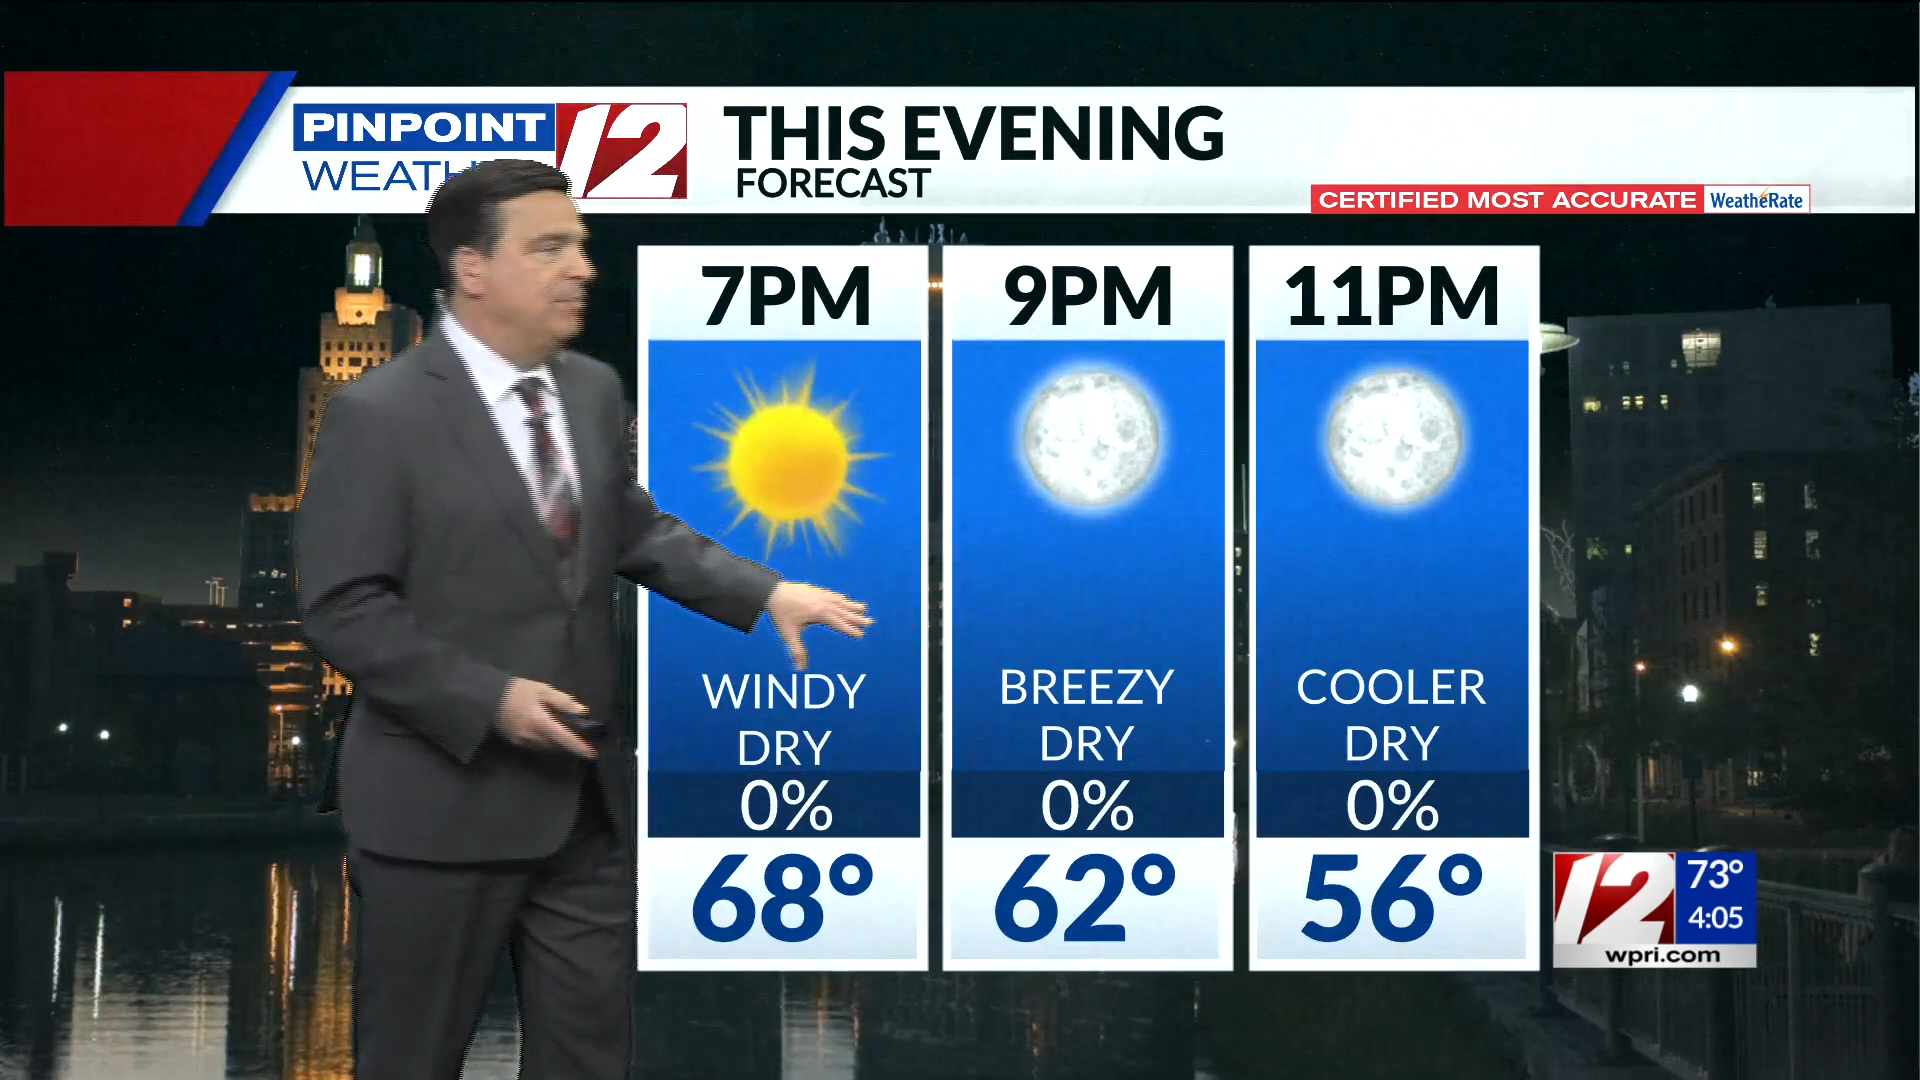 PINPOINT
WEATH
12
THIS EVENING
FORECAST
CERTIFIED MOST ACCURATE WeatheRate
7PM
WINDY
DRY
0%
68°
9PM
BREEZY
DRY
0%
62°
11PM
COOLER
DRY
0%
56°
12
73°
4:05
wpri.com